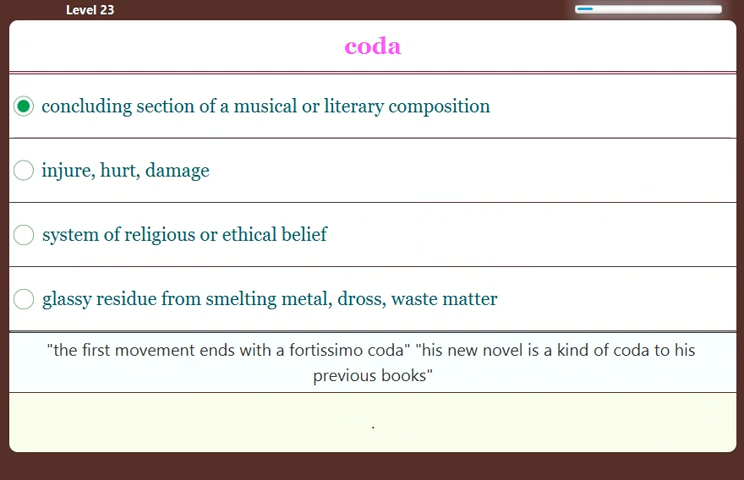 Level 23
coda
concluding section of a musical or literary composition
injure, hurt, damage
system of religious or ethical belief
glassy residue from smelting metal, dross, waste matter
"the first movement ends with a fortissimo coda" "his new novel is a kind of coda to his
previous books"
.